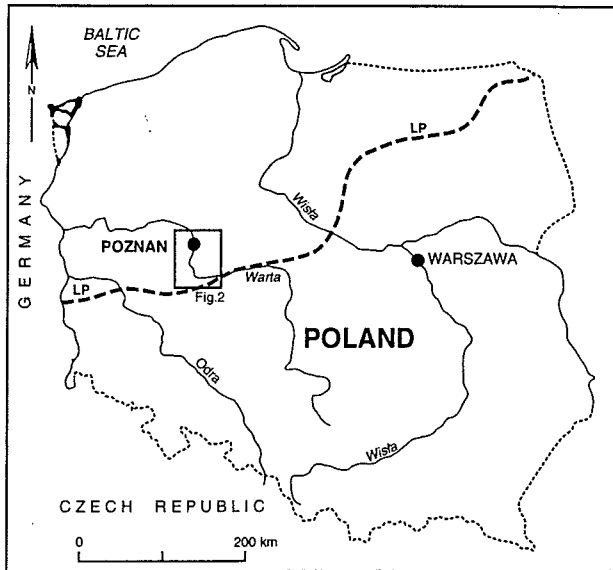 BALTIC
SEA
N
GERMANY
LP
Wisła
POZNAN
WARSZAWA
Warta
LP
Fig.2
POLAND
Odra
Wisła
CZECH REPUBLIC
0 200 km